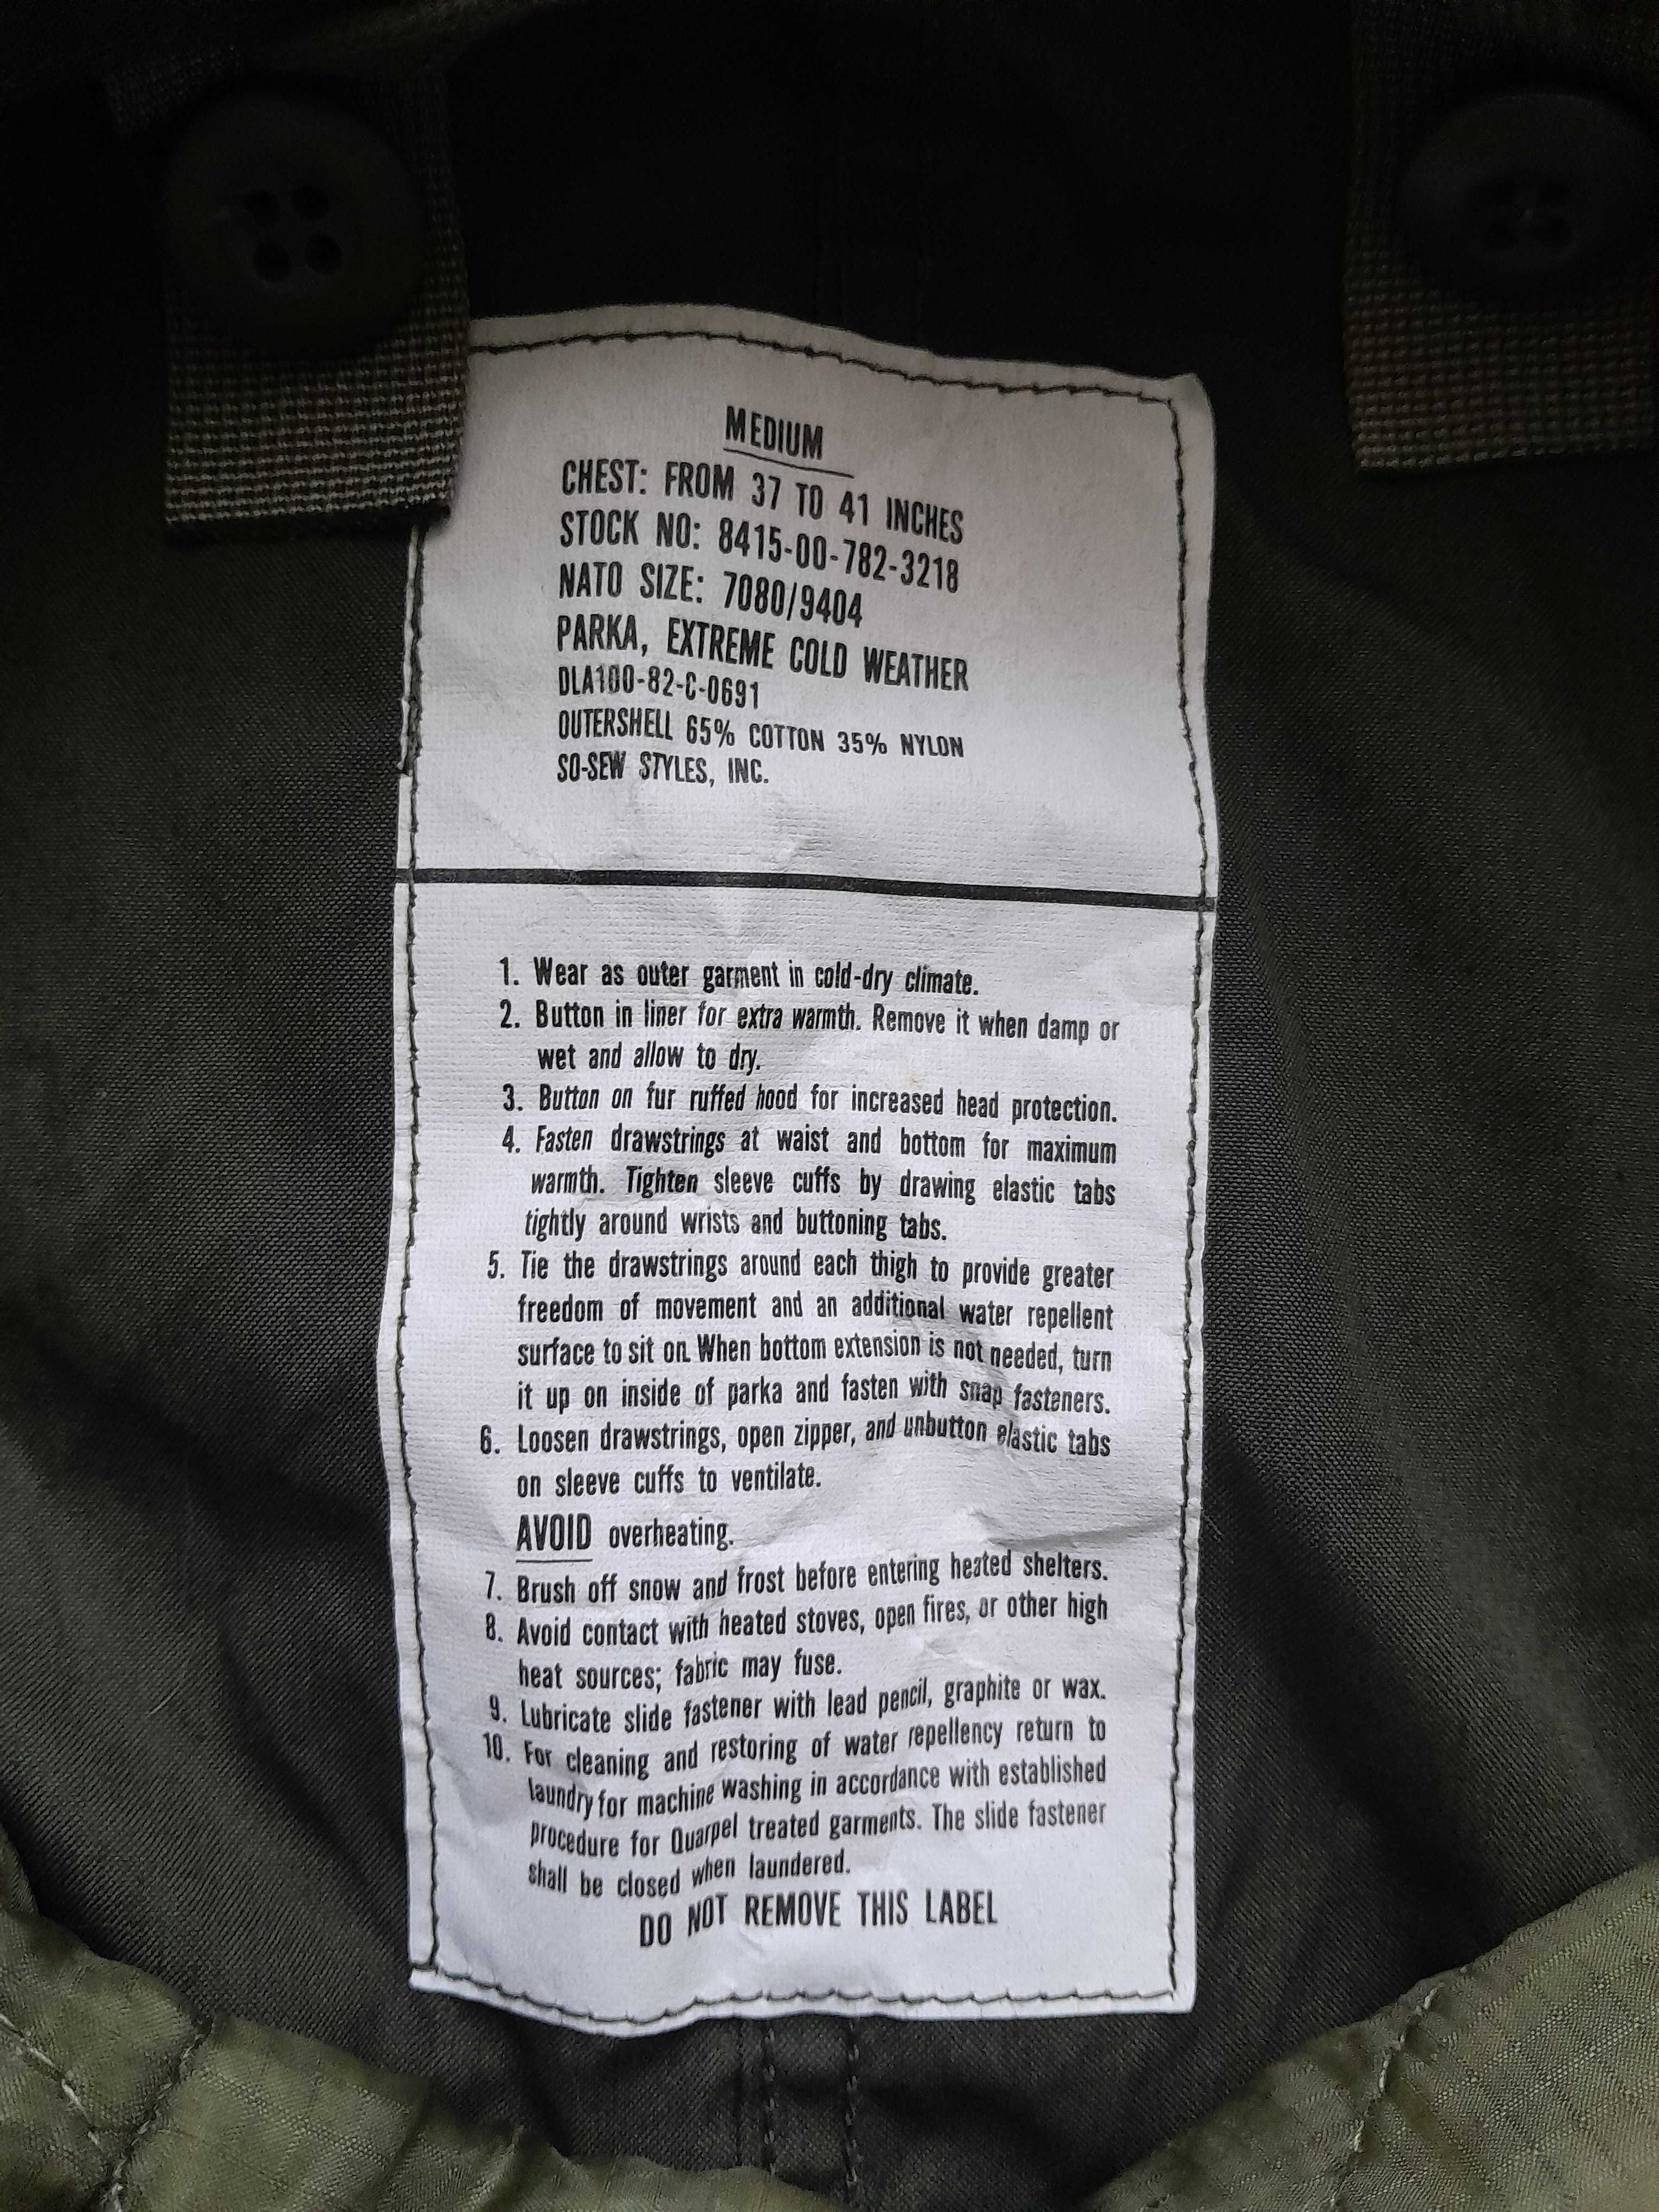 MEDIUM
CHEST: FROM 37 TO 41 INCHES
STOCK NO: 8415-00-782-3218
NATO SIZE: 7080/9404
PARKA, EXTREME COLD WEATHER
DLA100-82-C-0691
OUTERSHELL 65% COTTON 35% NYLON
SO-SEW STYLES, INC.
1. Wear as outer garment in cold-dry climate.
2. Button in liner for extra warmth. Remove it when damp or
wet and allow to dry.
3. Button on fur ruffed hood for increased head protection.
4. Fasten drawstrings at waist and bottom for maximum
warmth. Tighten sleeve cuffs by drawing elastic tabs
tightly around wrists and buttoning tabs.
5. Tie the drawstrings around each thigh to provide greater
freedom of movement and an additional water repellent
surface to sit on. When bottom extension is not needed, turn
it up on inside of parka and fasten with snap fasteners.
6. Loosen drawstrings, open zipper, and unbutton elastic tabs
on sleeve cuffs to ventilate.
AVOID overheating.
7. Brush off snow and frost before entering heated shelters.
8. Avoid contact with heated stoves, open fires, or other high
heat sources; fabric may fuse.
9. Lubricate slide fastener with lead pencil, graphite or wax.
10. For cleaning and restoring of water repellency return to
laundry for machine washing in accordance with established
procedure for Quarpel treated garments. The slide fastener
shall be closed when laundered.
DO NOT REMOVE THIS LABEL